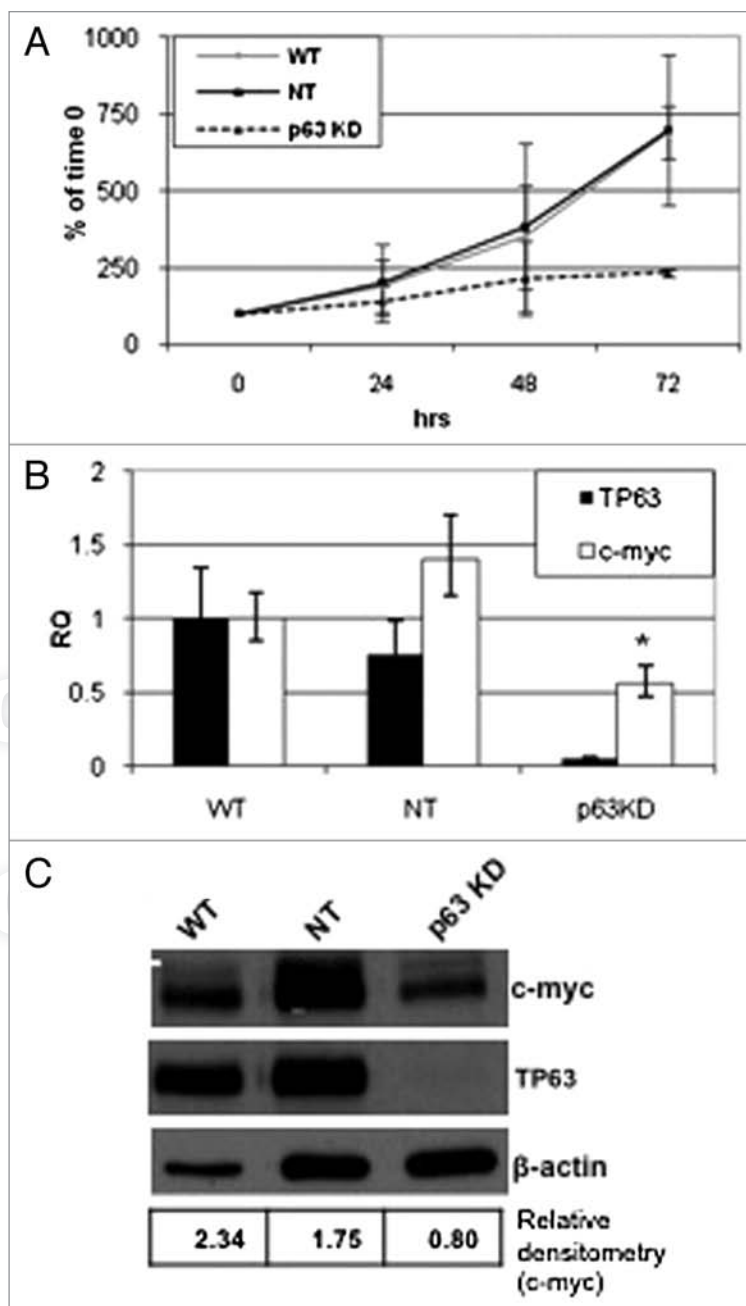 A
1000
750
500
250
0
% of time 0
WT
NT
p63 KD
0 24 48 72
hrs
B
2
1.5
1
0.5
0
RQ
TP63
c-myc
*
WT NT p63KD
C
WT NT p63 KD
c-myc
TP63
β-actin
2.34 1.75 0.80
Relative
densitometry
(c-myc)